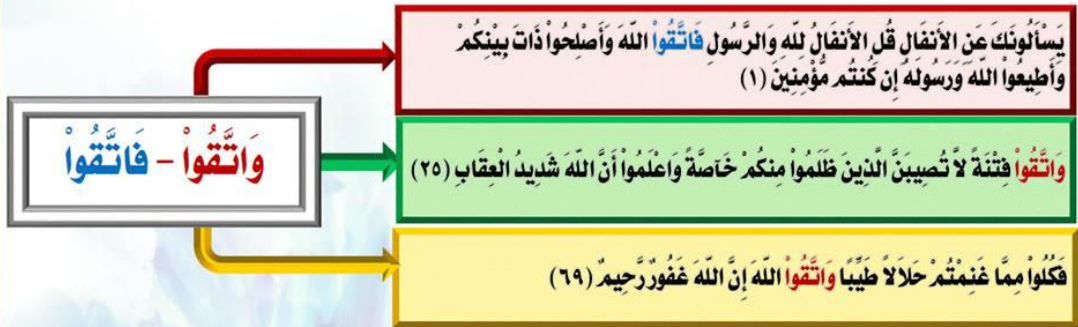 وَاتَّقُواْ – فَاتَّقُواْ
يَسْأَلُونَكَ عَنِ الأَنفَالِ قُلِ الأَنفَالُ لِلّهِ وَالرَّسُولِ فَاتَّقُواْ اللّهَ وَأَصْلِحُواْ ذَاتَ بِيْنِكُمْ
وَأَطِيعُواْ اللّهَ وَرَسُولَهُ إِن كُنتُم مُّؤْمِنِينَ (١)
وَاتَّقُواْ فِتْنَةً لاَّ تُصِيبَنَّ الَّذِينَ ظَلَمُواْ مِنكُمْ خَآصَّةً وَاعْلَمُواْ أَنَّ اللّهَ شَدِيدُ الْعِقَابِ (٢٥)
فَكُلُواْ مِمَّا غَنِمْتُمْ حَلاَلاً طَيِّبًا وَاتَّقُواْ اللّهَ إِنَّ اللّهَ غَفُورٌ رَّحِيمٌ (٦٩)